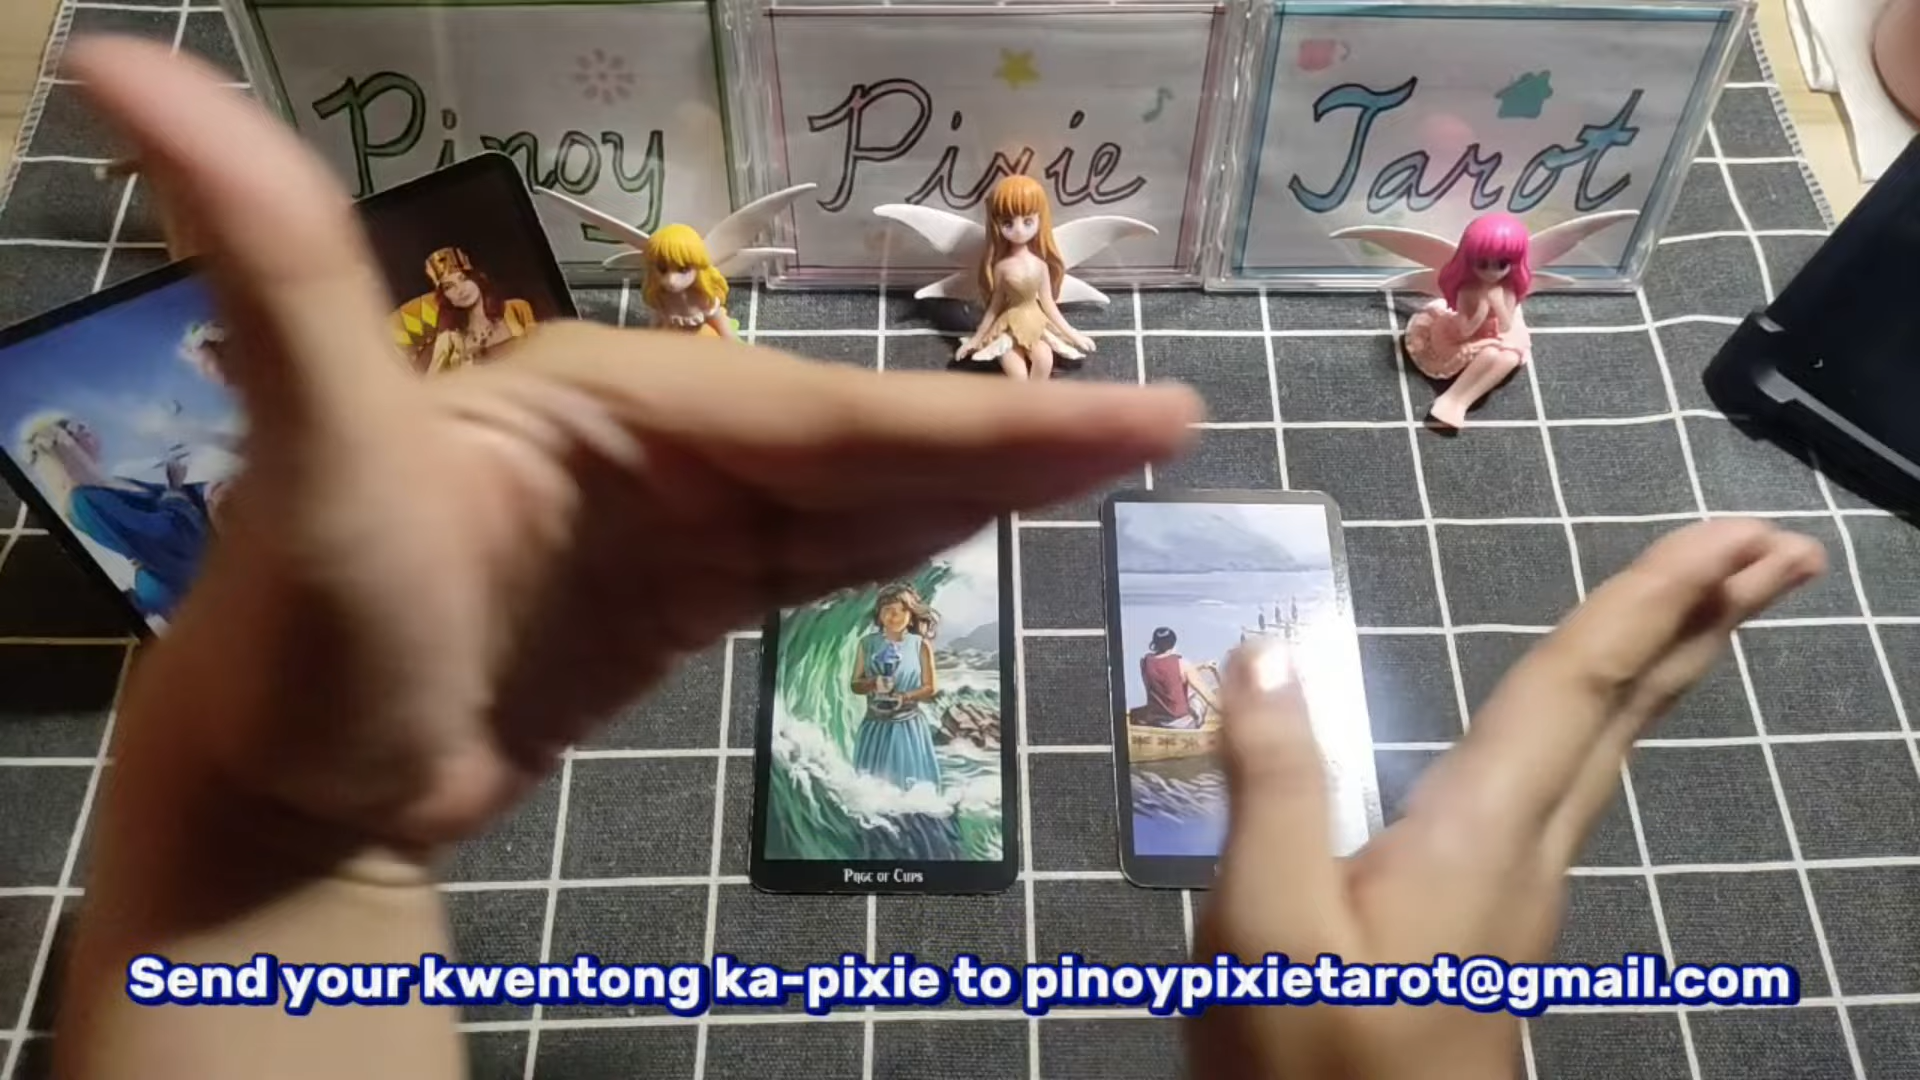 Pinoy Pixie Tarot
Page of Cups
Send your kwentong ka-pixie to pinoypixietarot@gmail.com